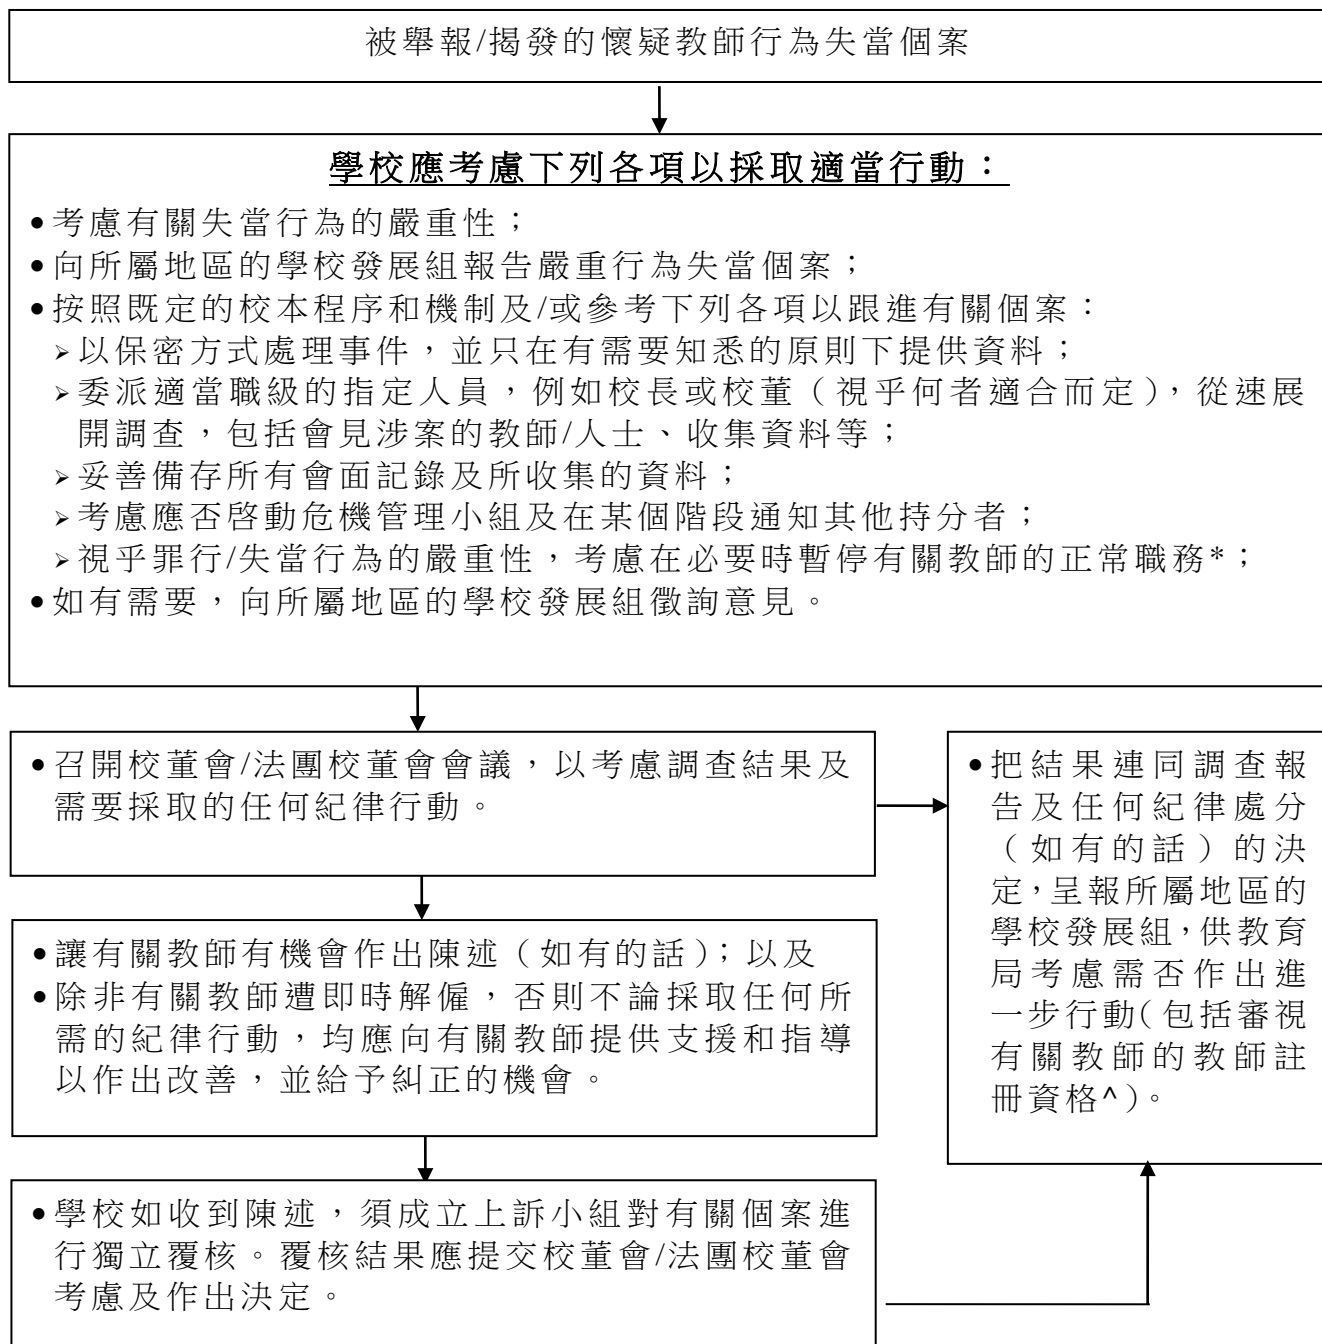 被舉報/揭發的懷疑教師行為失當個案
學校應考慮下列各項以採取適當行動：
•考慮有關失當行為的嚴重性；
•向所屬地區的學校發展組報告嚴重行為失當個案；
•按照既定的校本程序和機制及/或參考下列各項以跟進有關個案：
➢以保密方式處理事件，並只在有需要知悉的原則下提供資料；
➢委派適當職級的指定人員，例如校長或校董（視乎何者適合而定），從速展
開調查，包括會見涉案的教師/人士、收集資料等；
➢妥善備存所有會面記錄及所收集的資料；
➢考慮應否啓動危機管理小組及在某個階段通知其他持分者；
➢視乎罪行/失當行為的嚴重性，考慮在必要時暫停有關教師的正常職務*；
•如有需要，向所屬地區的學校發展組徵詢意見。
•召開校董會/法團校董會會議，以考慮調查結果及
需要採取的任何紀律行動。
•讓有關教師有機會作出陳述（如有的話）；以及
•除非有關教師遭即時解僱，否則不論採取任何所
需的紀律行動，均應向有關教師提供支援和指導
以作出改善，並給予糾正的機會。
•學校如收到陳述，須成立上訴小組對有關個案進
行獨立覆核。覆核結果應提交校董會/法團校董會
考慮及作出決定。
•把結果連同調查報
告及任何紀律處分
（如有的話）的決
定，呈報所屬地區的
學校發展組，供教育
局考慮需否作出進
一步行動（包括審視
有關教師的教師註
冊資格^）。